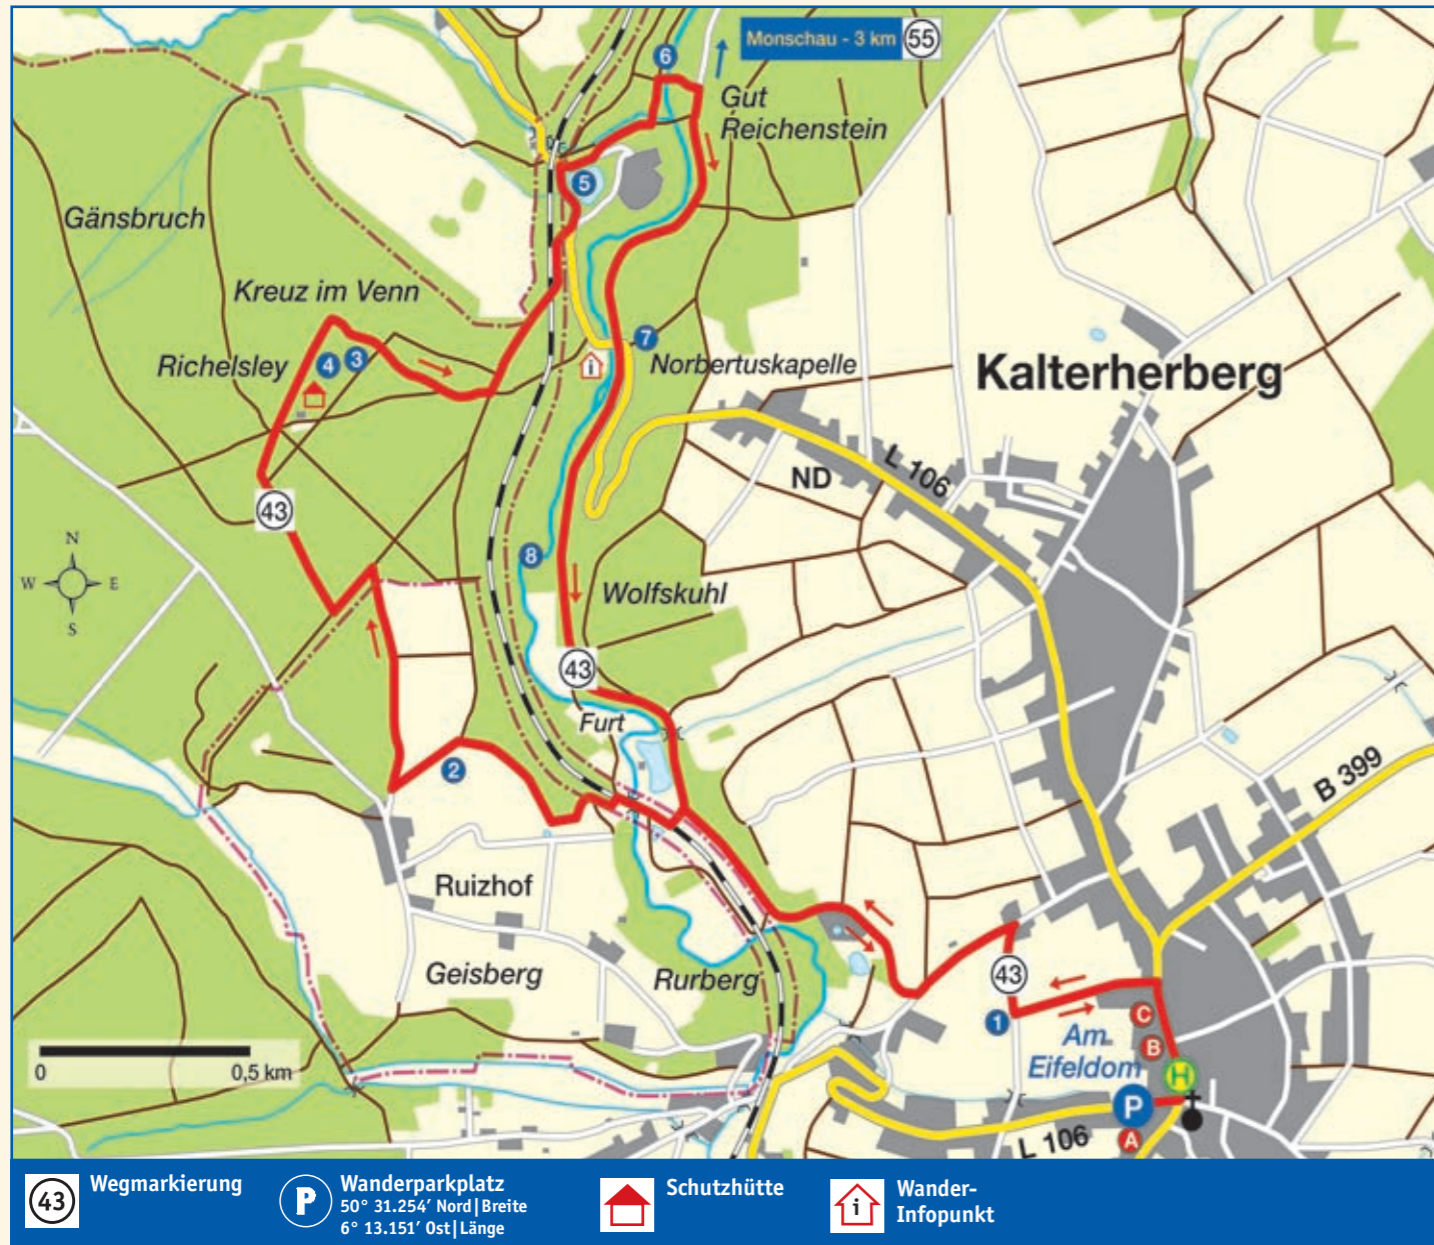 Monschau - 3 km 55
6
Gut
Reichenstein
5
Gänsbruch
Kreuz im Venn
Richelsley
4 3
7
i
Norbertuskapelle
Kalterherberg
L 106
ND
43
N
W E
S
8
Wolfskuhl
43
Furt
2
B 399
Ruizhof
Geisberg
Rurberg
43
1
C
Am
Eifeldom
B
H
P
A
L 106
0 0,5 km
43 Wegmarkierung
P Wanderparkplatz
50° 31.254′ Nord|Breite
6° 13.151′ Ost|Länge
Schutzhütte
i Wander-
Infopunkt